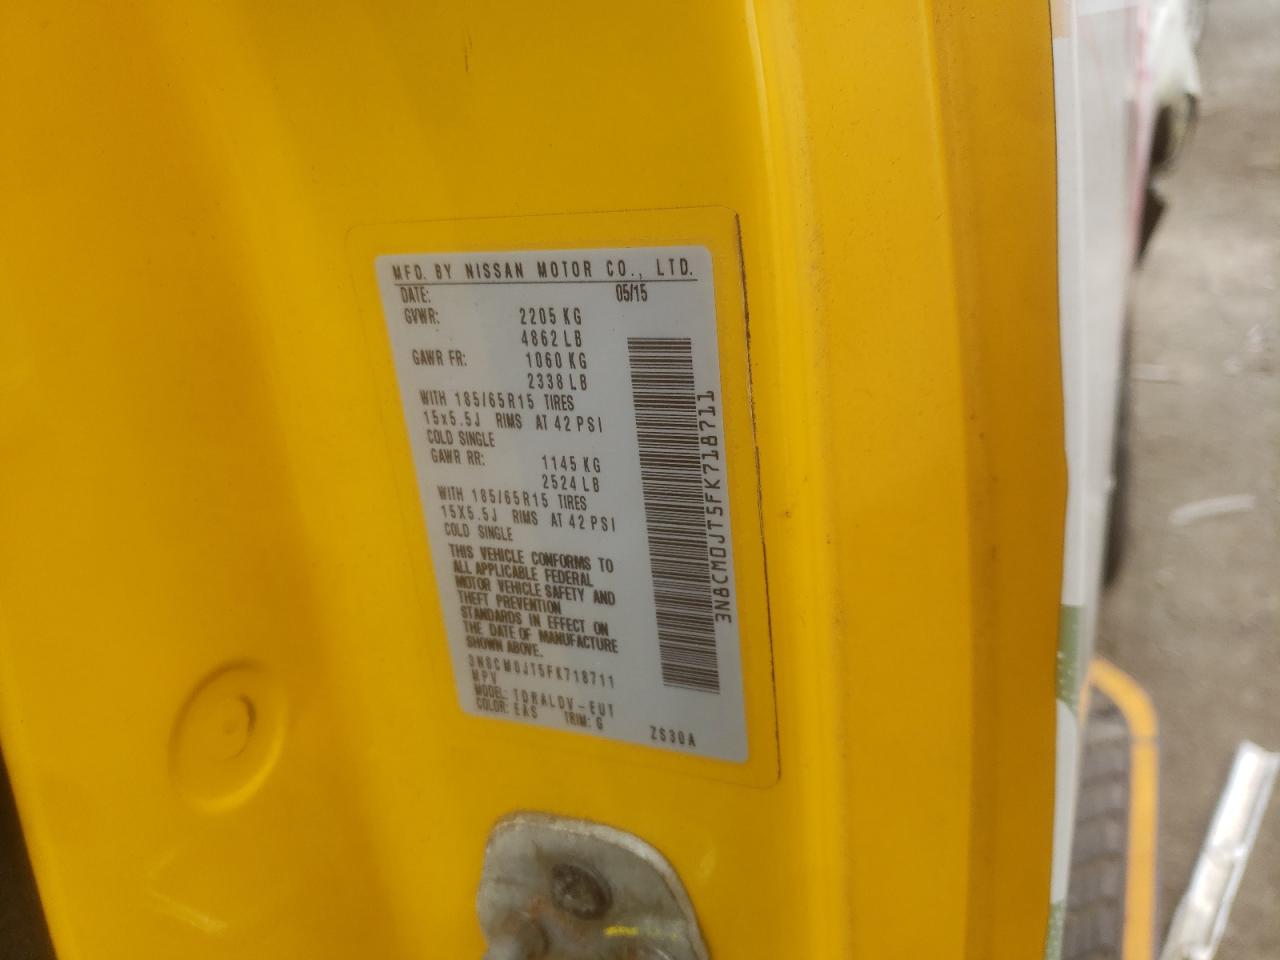 MFD. BY NISSAN MOTOR CO., LTD.
DATE: 05/15
GVWR: 2205 KG
4862 LB
GAWR FR: 1060 KG
2338 LB
WITH 185/65R15 TIRES
15x5.5J RIMS AT 42 PSI
COLD SINGLE
GAWR RR: 1145 KG
2524 LB
WITH 185/65R15 TIRES
15X5.5J RIMS AT 42 PSI
COLD SINGLE
THIS VEHICLE CONFORMS TO
ALL APPLICABLE FEDERAL
MOTOR VEHICLE SAFETY AND
THEFT PREVENTION
STANDARDS IN EFFECT ON
THE DATE OF MANUFACTURE
SHOWN ABOVE.
3N8CM0JT5FK718711
MPV
MODEL: TDRALDV-EU1
COLOR: EAS TRIM: G
ZS30A
3N8CM0JT5FK718711